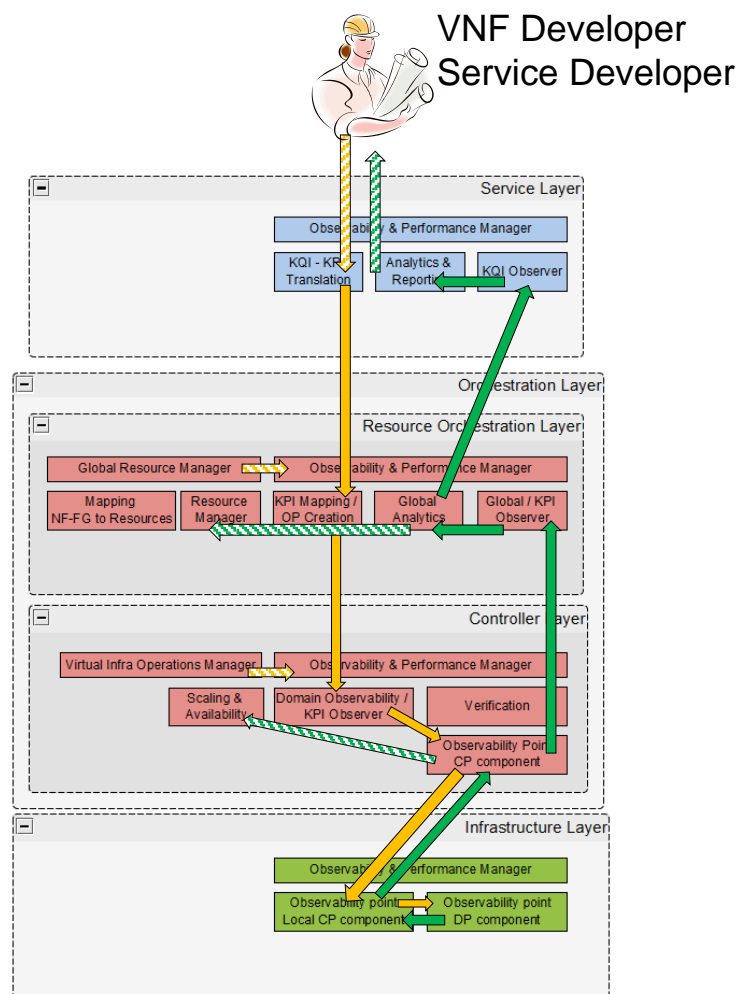 VNF Developer
Service Developer
Service Layer
Observability & Performance Manager
KQI - KPI
Translation
Analytics &
Reporting
KQI Observer
Orchestration Layer
Resource Orchestration Layer
Global Resource Manager
Observability & Performance Manager
Mapping
NF-FG to Resources
Resource
Manager
KPI Mapping /
OP Creation
Global
Analytics
Global / KPI
Observer
Controller Layer
Virtual Infra Operations Manager
Observability & Performance Manager
Scaling &
Availability
Domain Observability /
KPI Observer
Verification
Observability Point
CP component
Infrastructure Layer
Observability & Performance Manager
Observability point
Local CP component
Observability point
DP component